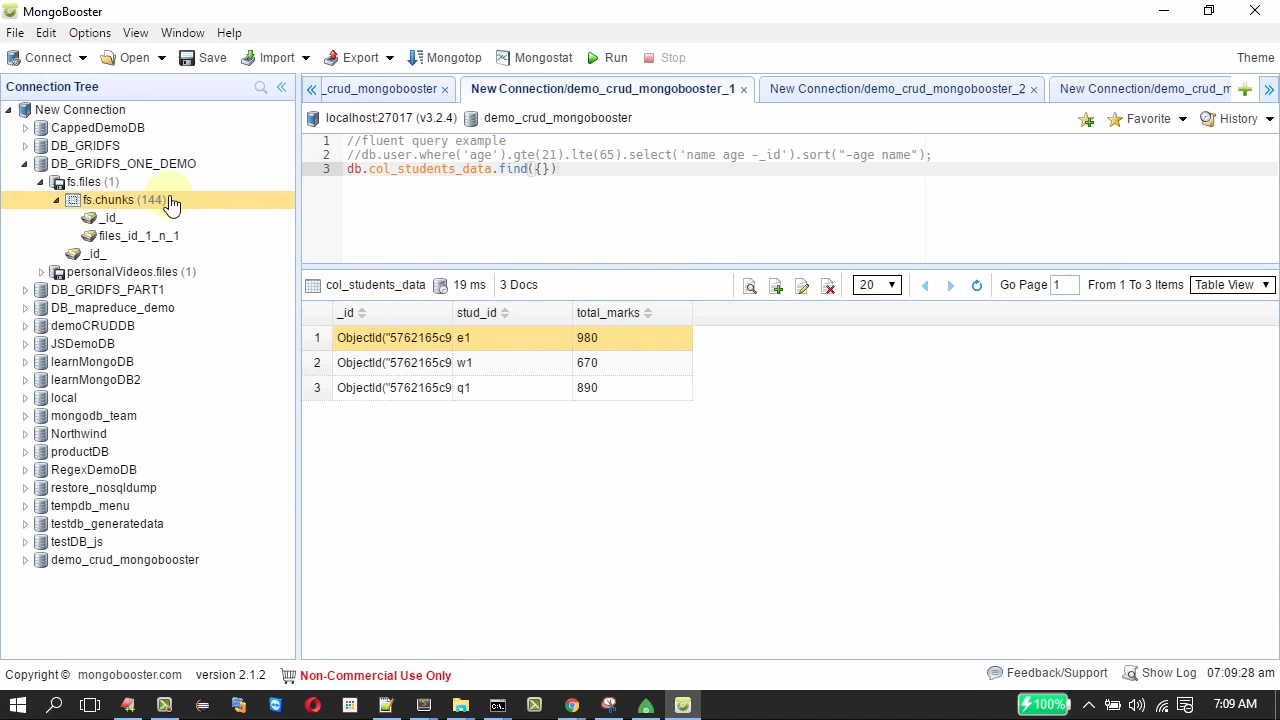 MongoBooster
File Edit Options View Window Help
Connect Open Save Import Export Mongotop Mongostat Run Stop Theme
Connection Tree
New Connection
CappedDemoDB
DB_GRIDFS
DB_GRIDFS_ONE_DEMO
fs.files (1)
fs.chunks (144)
_id_
files_id_1_n_1
_id_
personalVideos.files (1)
DB_GRIDFS_PART1
DB_mapreduce_demo
demoCRUDDB
JSDemoDB
learnMongoDB
learnMongoDB2
local
mongodb_team
Northwind
productDB
RegexDemoDB
restore_nosqldump
tempdb_menu
testdb_generatedata
testDB_js
demo_crud_mongobooster
_crud_mongobooster × New Connection/demo_crud_mongobooster_1 × New Connection/demo_crud_mongobooster_2 × New Connection/demo_crud_m
localhost:27017 (v3.2.4) demo_crud_mongobooster Favorite History
1 //fluent query example
2 //db.user.where('age').gte(21).lte(65).select('name age -_id').sort("-age name");
3 db.col_students_data.find({})
col_students_data 19 ms 3 Docs 20 Go Page 1 From 1 To 3 Items Table View
_id stud_id total_marks
1 ObjectId("5762165c9 e1 980
2 ObjectId("5762165c9 w1 670
3 ObjectId("5762165c9 q1 890
Copyright © mongobooster.com version 2.1.2 Non-Commercial Use Only Feedback/Support Show Log 07:09:28 am
100% 7:09 AM